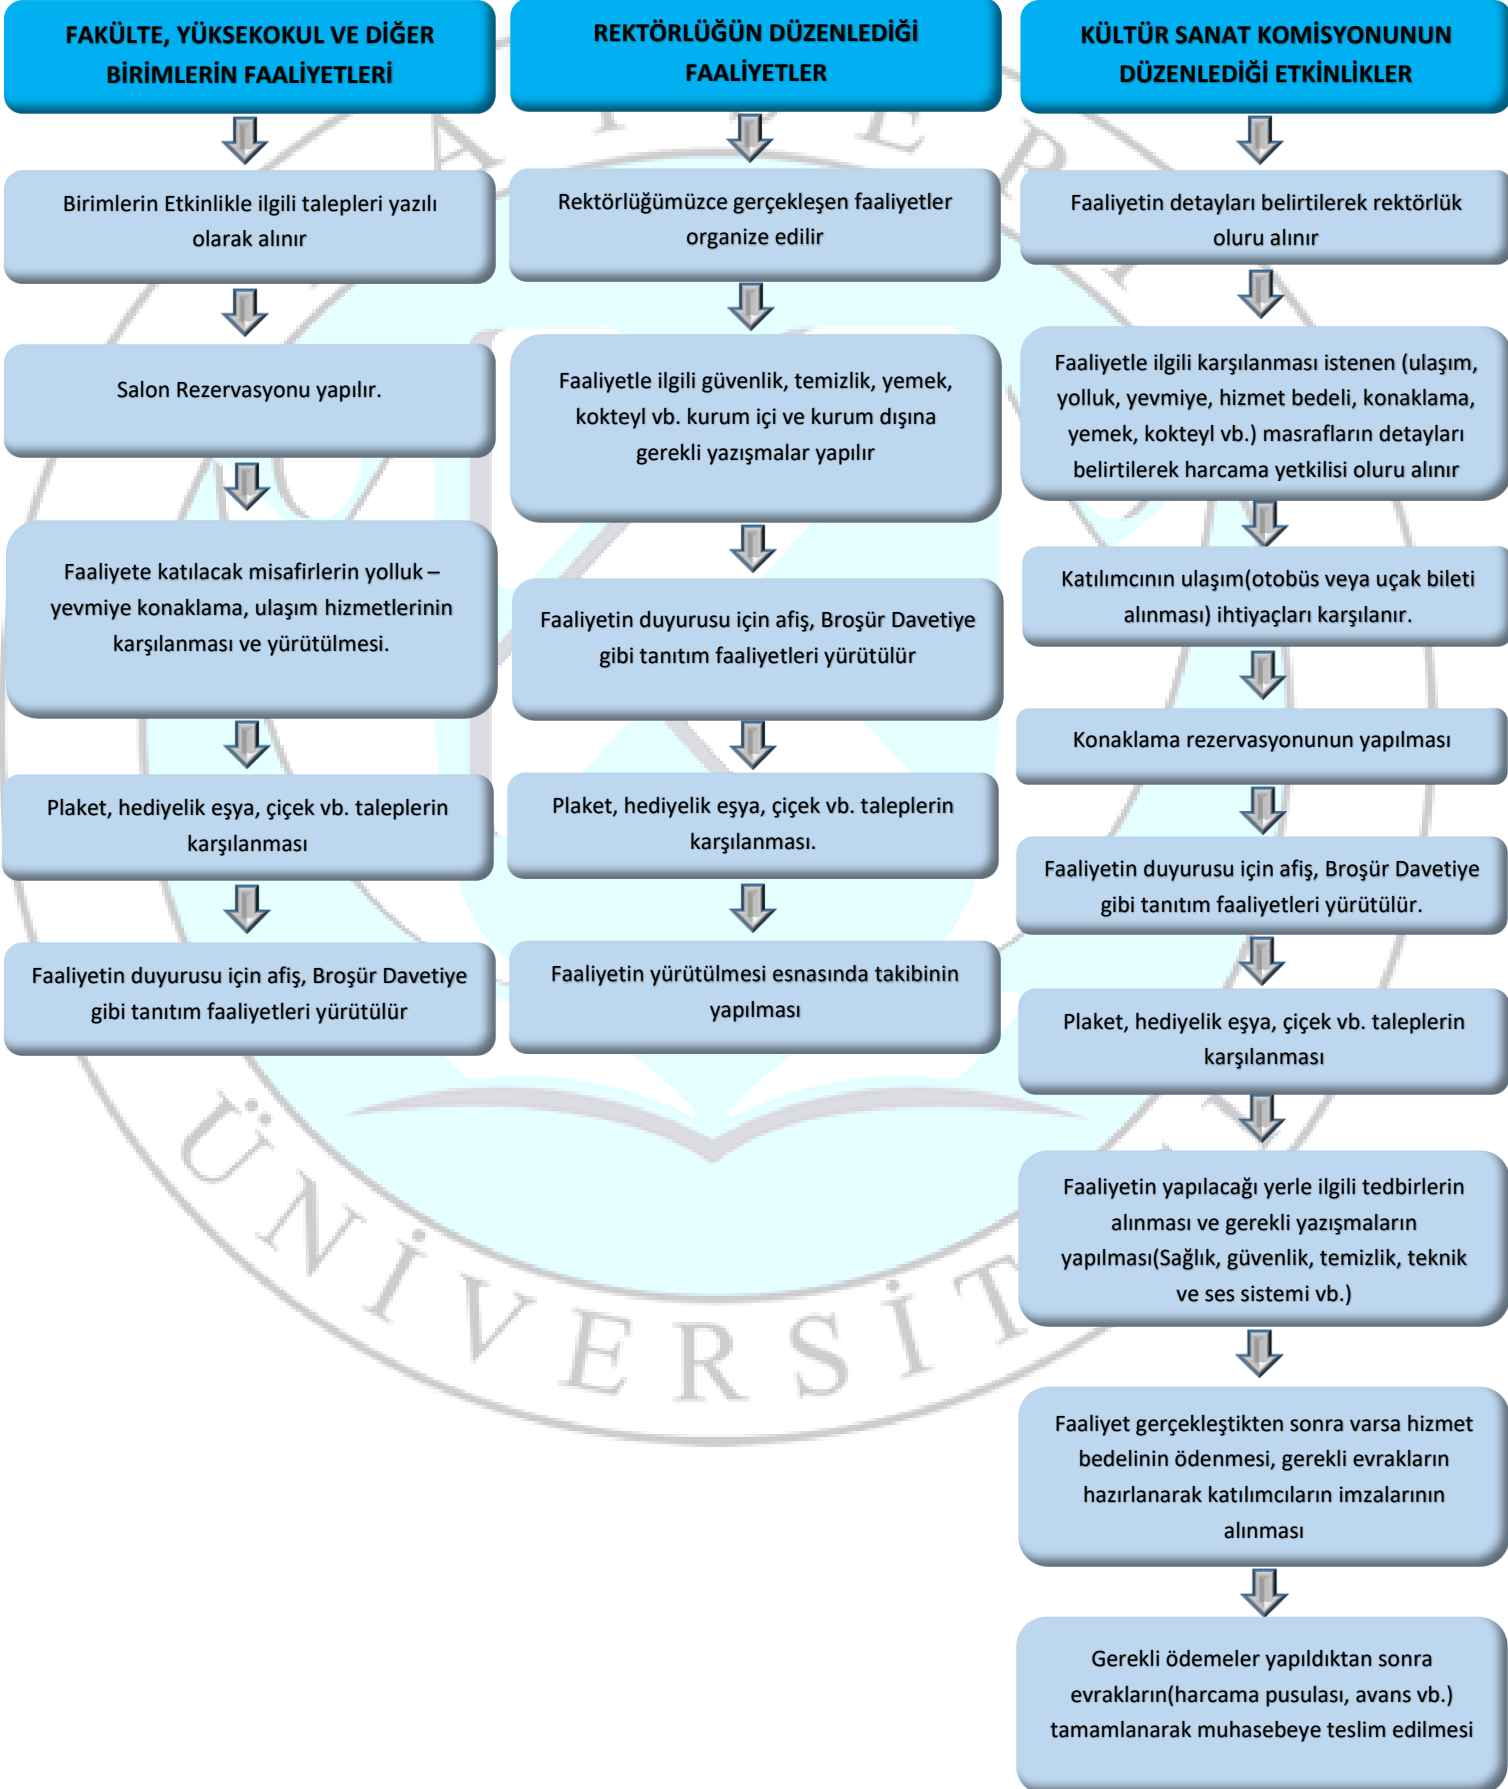 FAKÜLTE, YÜKSEKOKUL VE DİĞER
BİRİMLERİN FAALİYETLERİ
Birimlerin Etkinlikle ilgili talepleri yazılı
olarak alınır
Salon Rezervasyonu yapılır.
Faaliyete katılacak misafirlerin yolluk –
yevmiye konaklama, ulaşım hizmetlerinin
karşılanması ve yürütülmesi.
Plaket, hediyelik eşya, çiçek vb. taleplerin
karşılanması
Faaliyetin duyurusu için afiş, Broşür Davetiye
gibi tanıtım faaliyetleri yürütülür
REKTÖRLÜĞÜN DÜZENLEDİĞİ
FAALİYETLER
Rektörlüğümüzce gerçekleşen faaliyetler
organize edilir
Faaliyetle ilgili güvenlik, temizlik, yemek,
kokteyl vb. kurum içi ve kurum dışına
gerekli yazışmalar yapılır
Faaliyetin duyurusu için afiş, Broşür Davetiye
gibi tanıtım faaliyetleri yürütülür
Plaket, hediyelik eşya, çiçek vb. taleplerin
karşılanması.
Faaliyetin yürütülmesi esnasında takibinin
yapılması
KÜLTÜR SANAT KOMİSYONUNUN
DÜZENLEDİĞİ ETKİNLİKLER
Faaliyetin detayları belirtilerek rektörlük
oluru alınır
Faaliyetle ilgili karşılanması istenen (ulaşım,
yolluk, yevmiye, hizmet bedeli, konaklama,
yemek, kokteyl vb.) masrafların detayları
belirtilerek harcama yetkilisi oluru alınır
Katılımcının ulaşım(otobüs veya uçak bileti
alınması) ihtiyaçları karşılanır.
Konaklama rezervasyonunun yapılması
Faaliyetin duyurusu için afiş, Broşür Davetiye
gibi tanıtım faaliyetleri yürütülür.
Plaket, hediyelik eşya, çiçek vb. taleplerin
karşılanması
Faaliyetin yapılacağı yerle ilgili tedbirlerin
alınması ve gerekli yazışmaların
yapılması(Sağlık, güvenlik, temizlik, teknik
ve ses sistemi vb.)
Faaliyet gerçekleştikten sonra varsa hizmet
bedelinin ödenmesi, gerekli evrakların
hazırlanarak katılımcıların imzalarının
alınması
Gerekli ödemeler yapıldıktan sonra
evrakların(harcama pusulası, avans vb.)
tamamlanarak muhasebeye teslim edilmesi